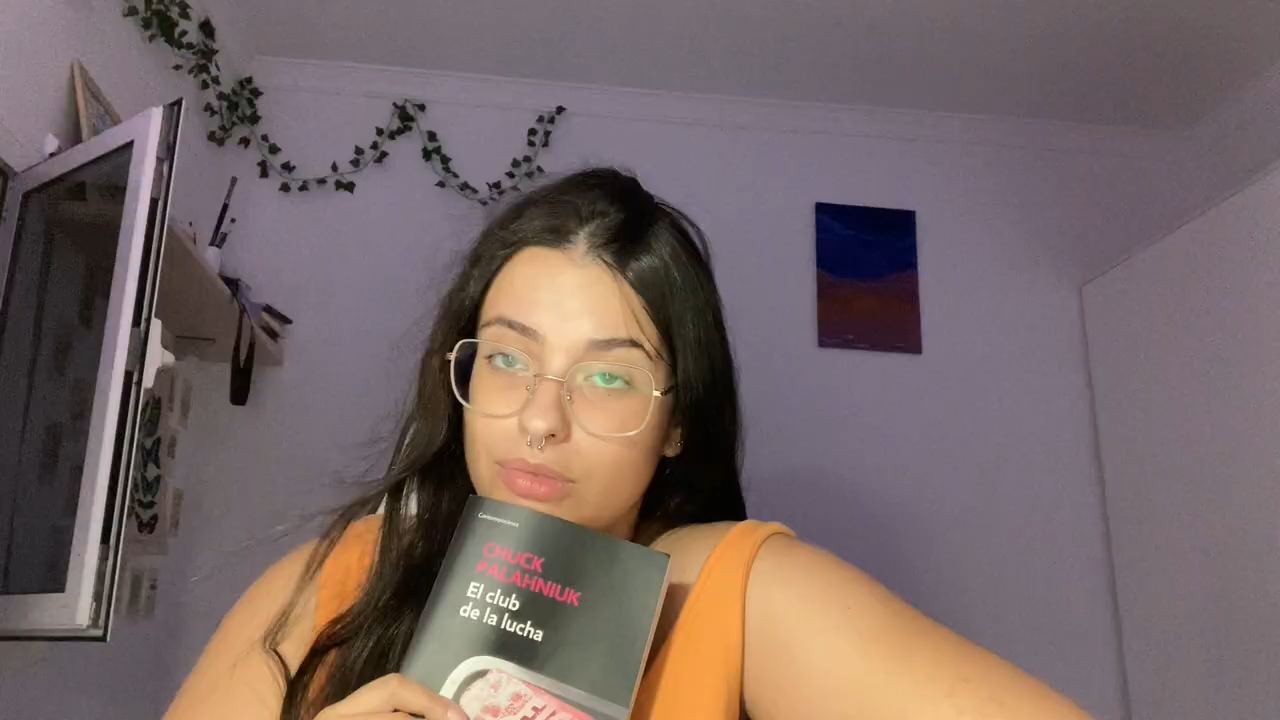 Contemporánea
CHUCK
PALAHNIUK
El club
de la lucha